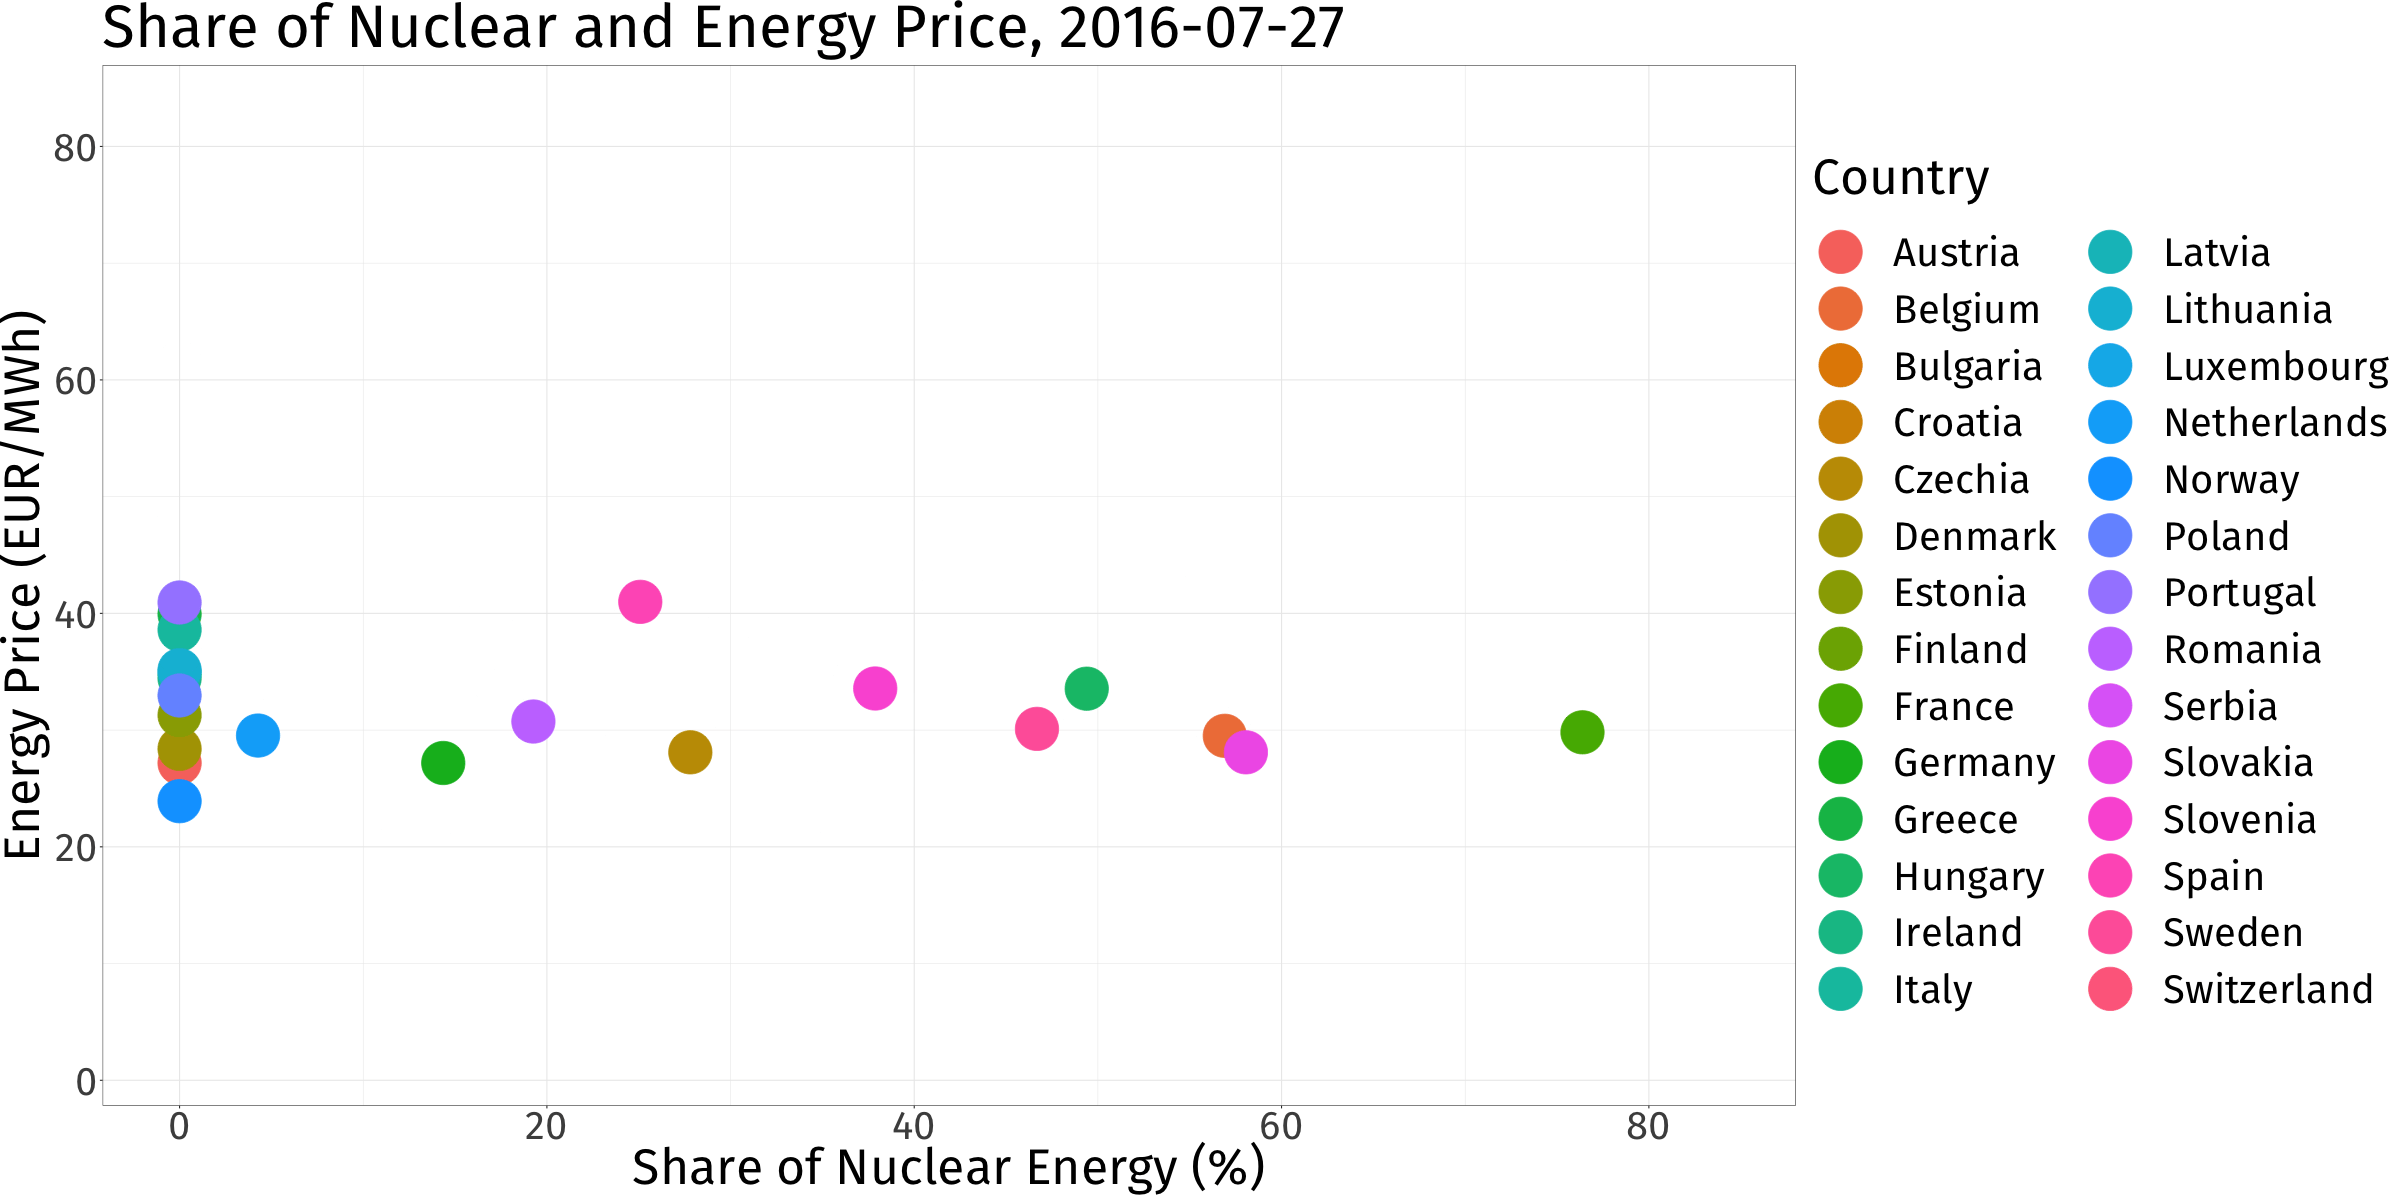 Share of Nuclear and Energy Price, 2016-07-27
Energy Price (EUR/MWh)
80
60
40
20
0
0 20 40 60 80
Share of Nuclear Energy (%)
Country
Austria
Belgium
Bulgaria
Croatia
Czechia
Denmark
Estonia
Finland
France
Germany
Greece
Hungary
Ireland
Italy
Latvia
Lithuania
Luxembourg
Netherlands
Norway
Poland
Portugal
Romania
Serbia
Slovakia
Slovenia
Spain
Sweden
Switzerland